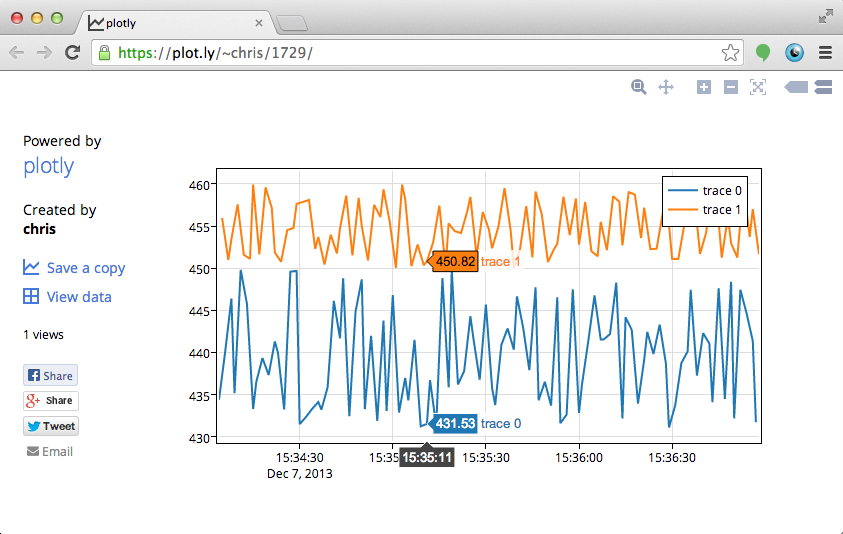 plotly
https://plot.ly/~chris/1729/
Powered by
plotly
Created by
chris
Save a copy
View data
1 views
Share
Share
Tweet
Email
460
455
450
445
440
435
430
trace 0
trace 1
450.82 trace 1
431.53 trace 0
15:34:30
15:35:11
15:35:30
15:36:00
15:36:30
Dec 7, 2013